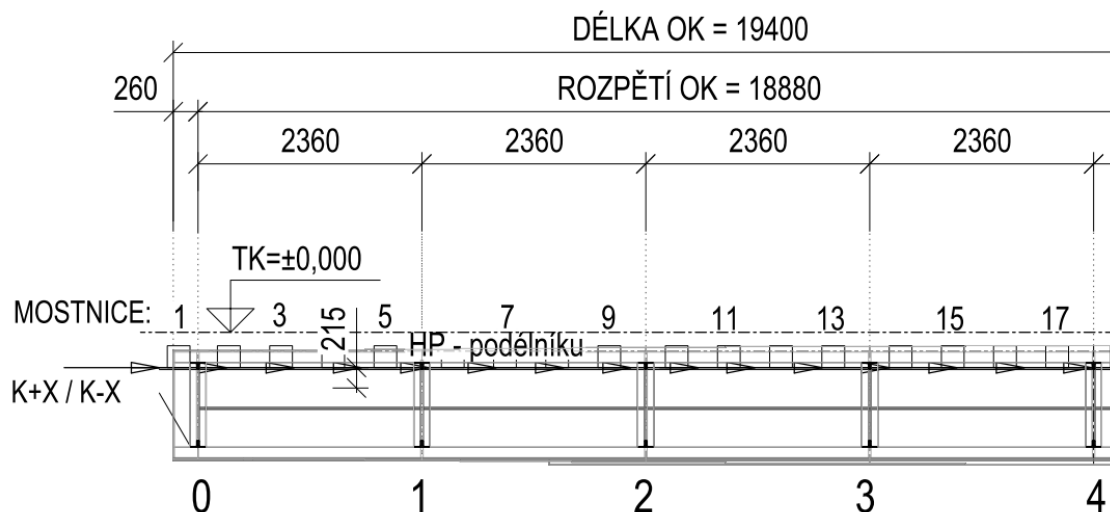 DÉLKA OK = 19400
260
ROZPĚTÍ OK = 18880
2360 2360 2360 2360
TK=±0,000
MOSTNICE: 1 3 5 7 9 11 13 15 17
215
HP - podélníku
K+X / K-X
0 1 2 3 4